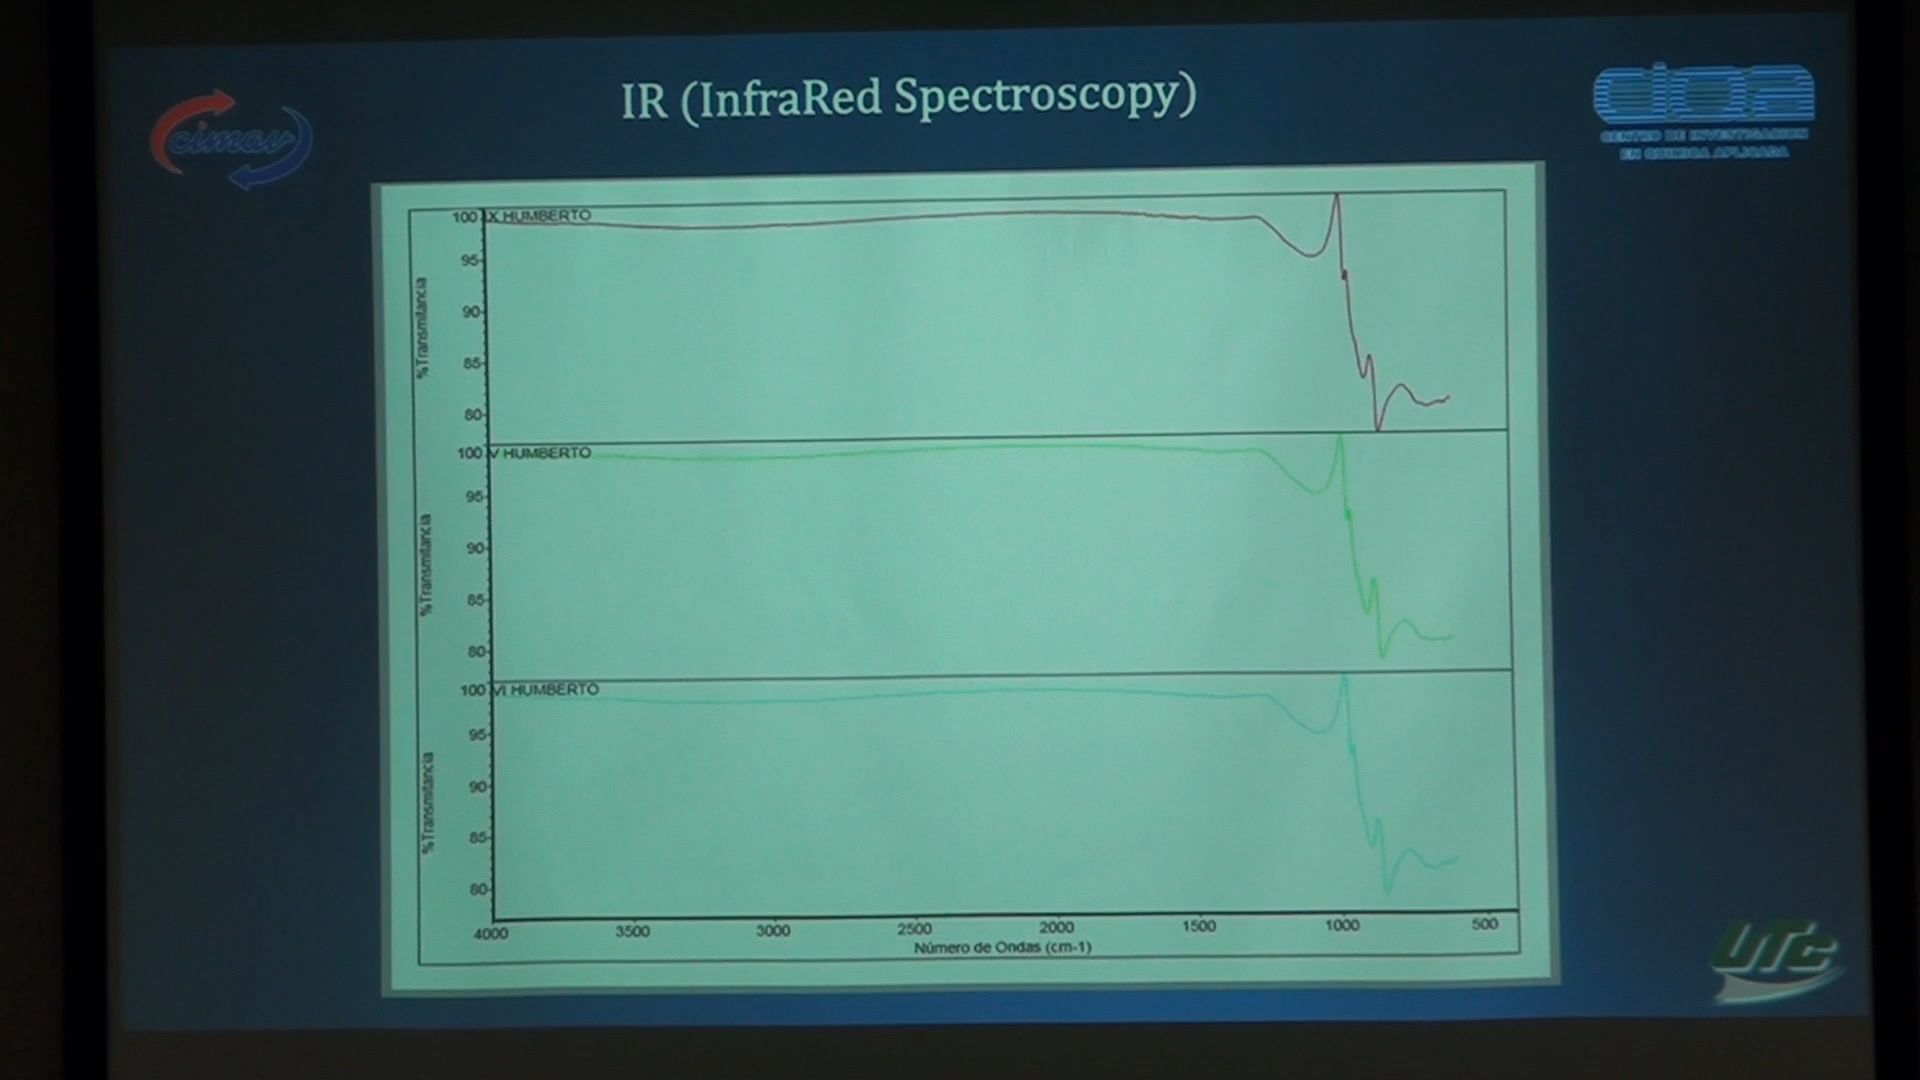 IR (InfraRed Spectroscopy)
cimav
ciqa
CENTRO DE INVESTIGACION
EN QUIMICA APLICADA
100 X HUMBERTO
95
90
85
80
%Transmitancia
100 V HUMBERTO
95
90
85
80
%Transmitancia
100 VI HUMBERTO
95
90
85
80
%Transmitancia
4000 3500 3000 2500 2000 1500 1000 500
Número de Ondas (cm-1)
UTC